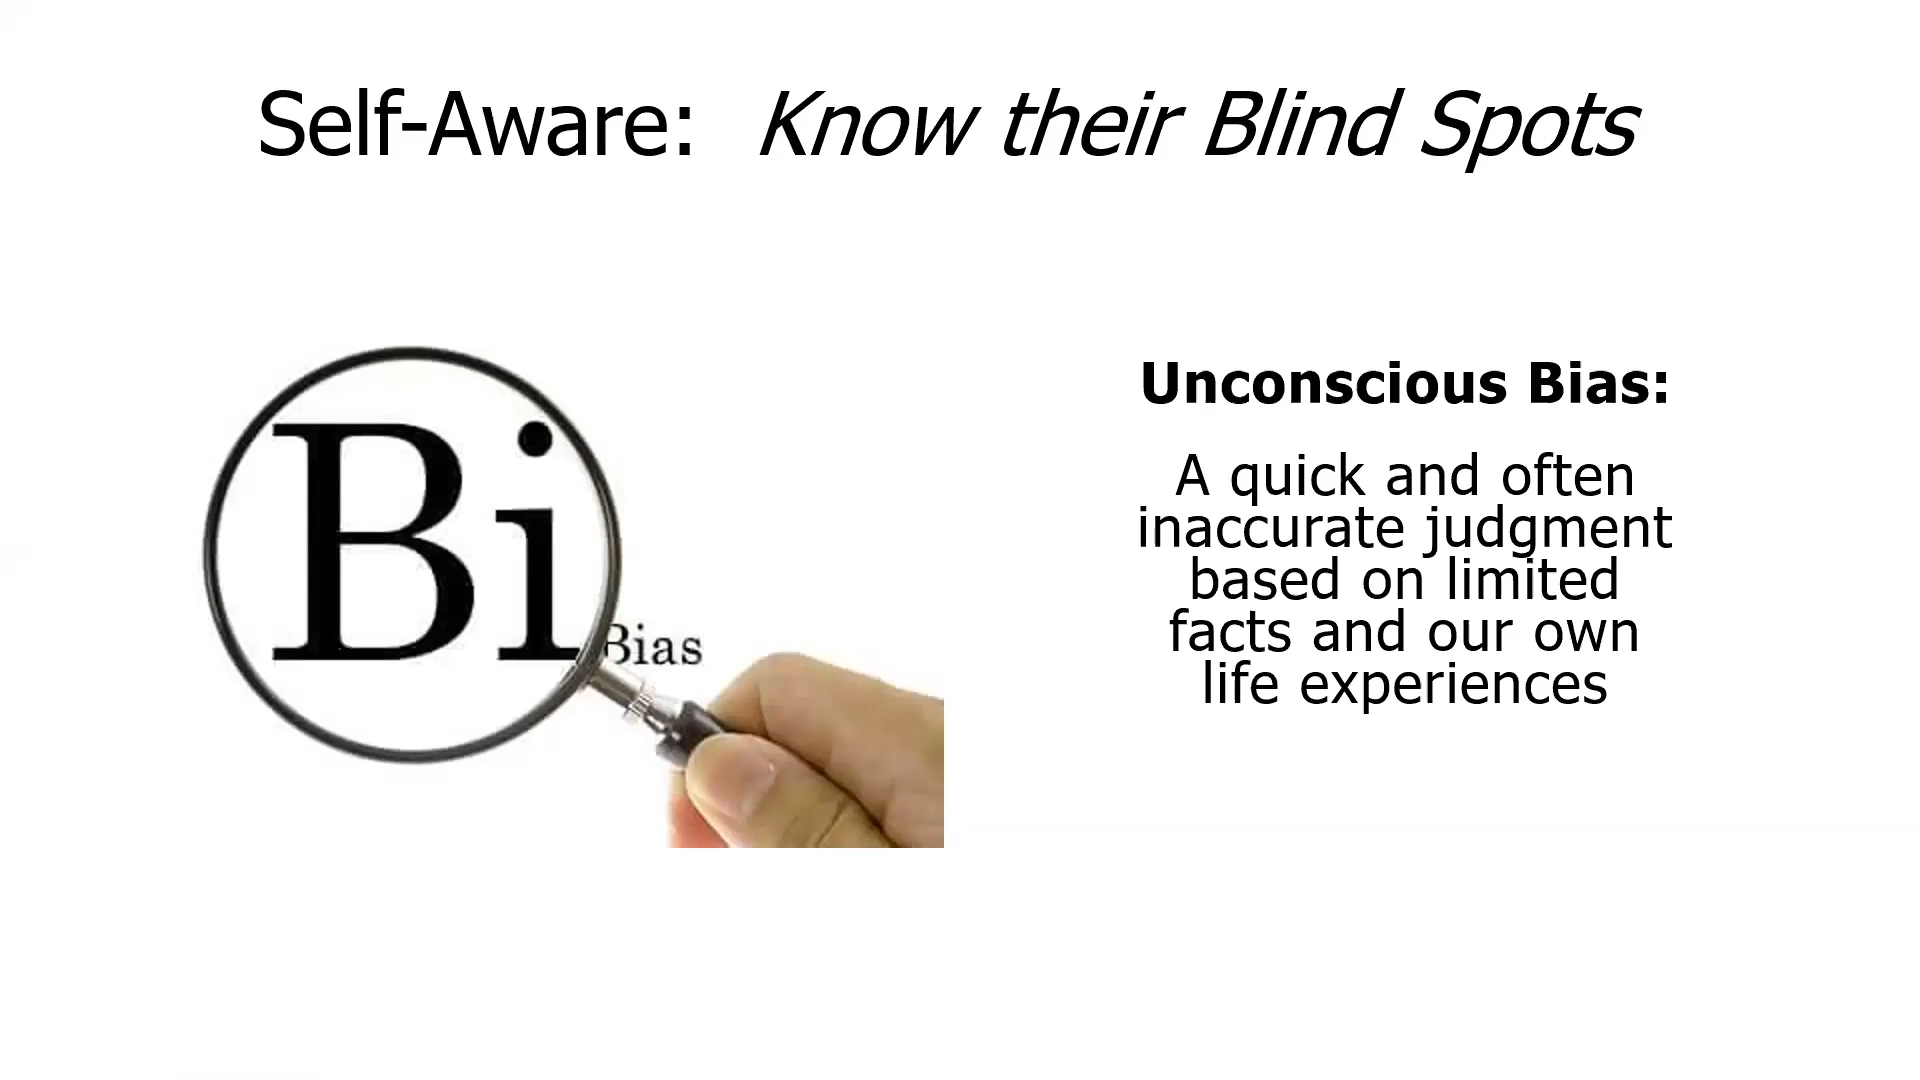 Self-Aware: Know their Blind Spots
Bi
Bias
Unconscious Bias:
A quick and often
inaccurate judgment
based on limited
facts and our own
life experiences